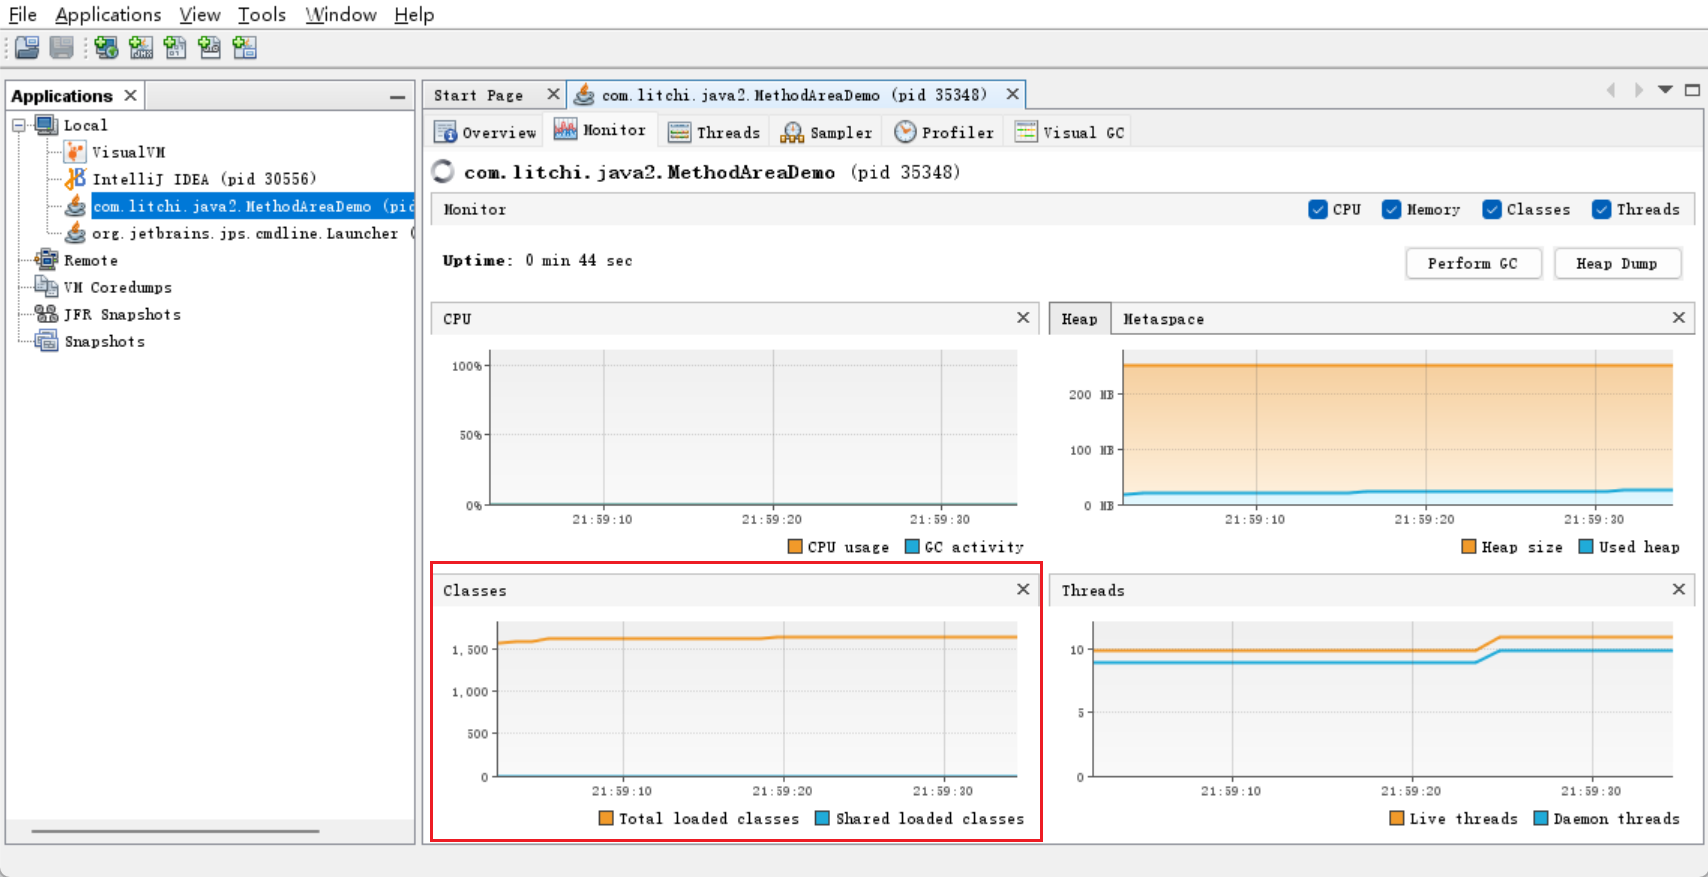 File Applications View Tools Window Help
Applications
Local
VisualVM
IntelliJ IDEA (pid 30556)
com.litchi.java2.MethodAreaDemo (pid
org.jetbrains.jps.cmdline.Launcher (
Remote
VM Coredumps
JFR Snapshots
Snapshots
Start Page com.litchi.java2.MethodAreaDemo (pid 35348)
Overview Monitor Threads Sampler Profiler Visual GC
com.litchi.java2.MethodAreaDemo (pid 35348)
Monitor CPU Memory Classes Threads
Uptime: 0 min 44 sec Perform GC Heap Dump
CPU
100%
50%
0%
21:59:10 21:59:20 21:59:30
CPU usage GC activity
Heap Metaspace
200 MB
100 MB
0 MB
21:59:10 21:59:20 21:59:30
Heap size Used heap
Classes
1,500
1,000
500
0
21:59:10 21:59:20 21:59:30
Total loaded classes Shared loaded classes
Threads
10
5
0
21:59:10 21:59:20 21:59:30
Live threads Daemon threads